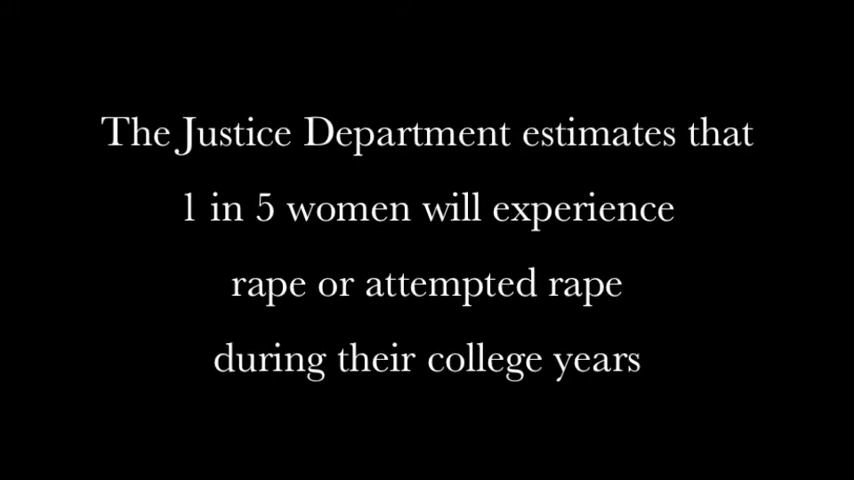 The Justice Department estimates that
1 in 5 women will experience
rape or attempted rape
during their college years